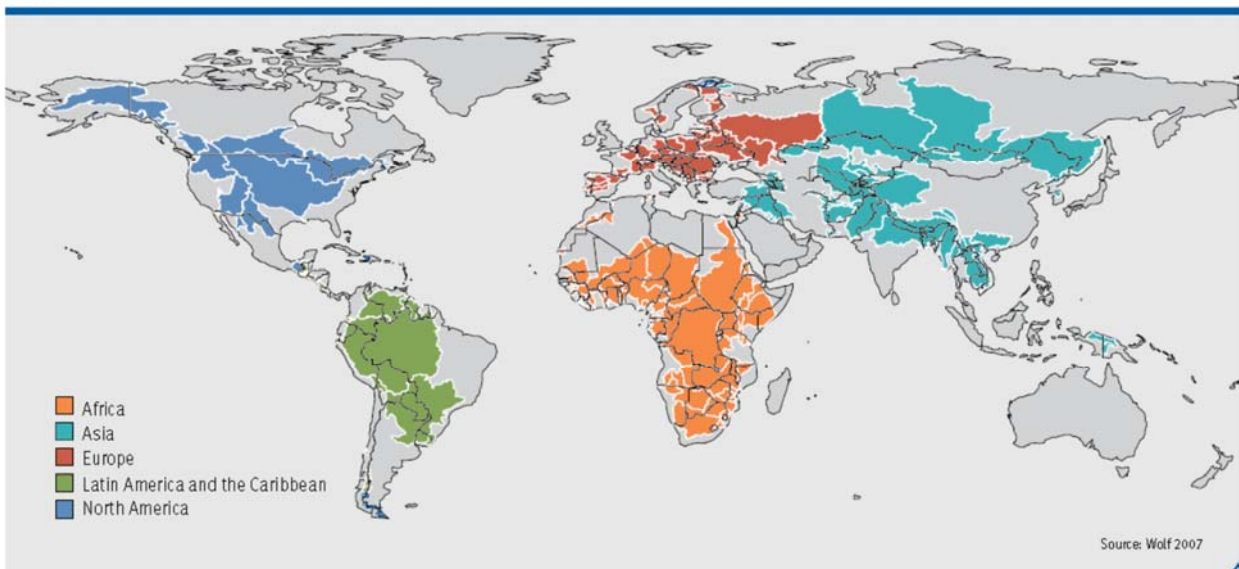 Africa
Asia
Europe
Latin America and the Caribbean
North America
Source: Wolf 2007